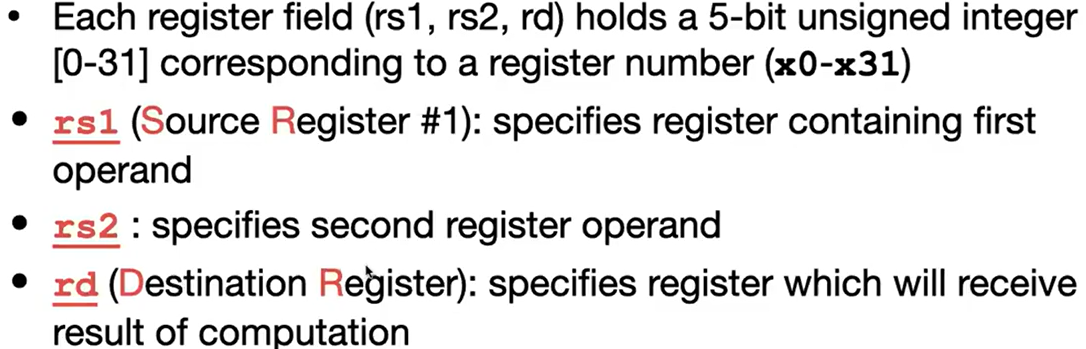 • Each register field (rs1, rs2, rd) holds a 5-bit unsigned integer
[0-31] corresponding to a register number (x0-x31)
• rs1 (Source Register #1): specifies register containing first
operand
• rs2 : specifies second register operand
• rd (Destination Register): specifies register which will receive
result of computation